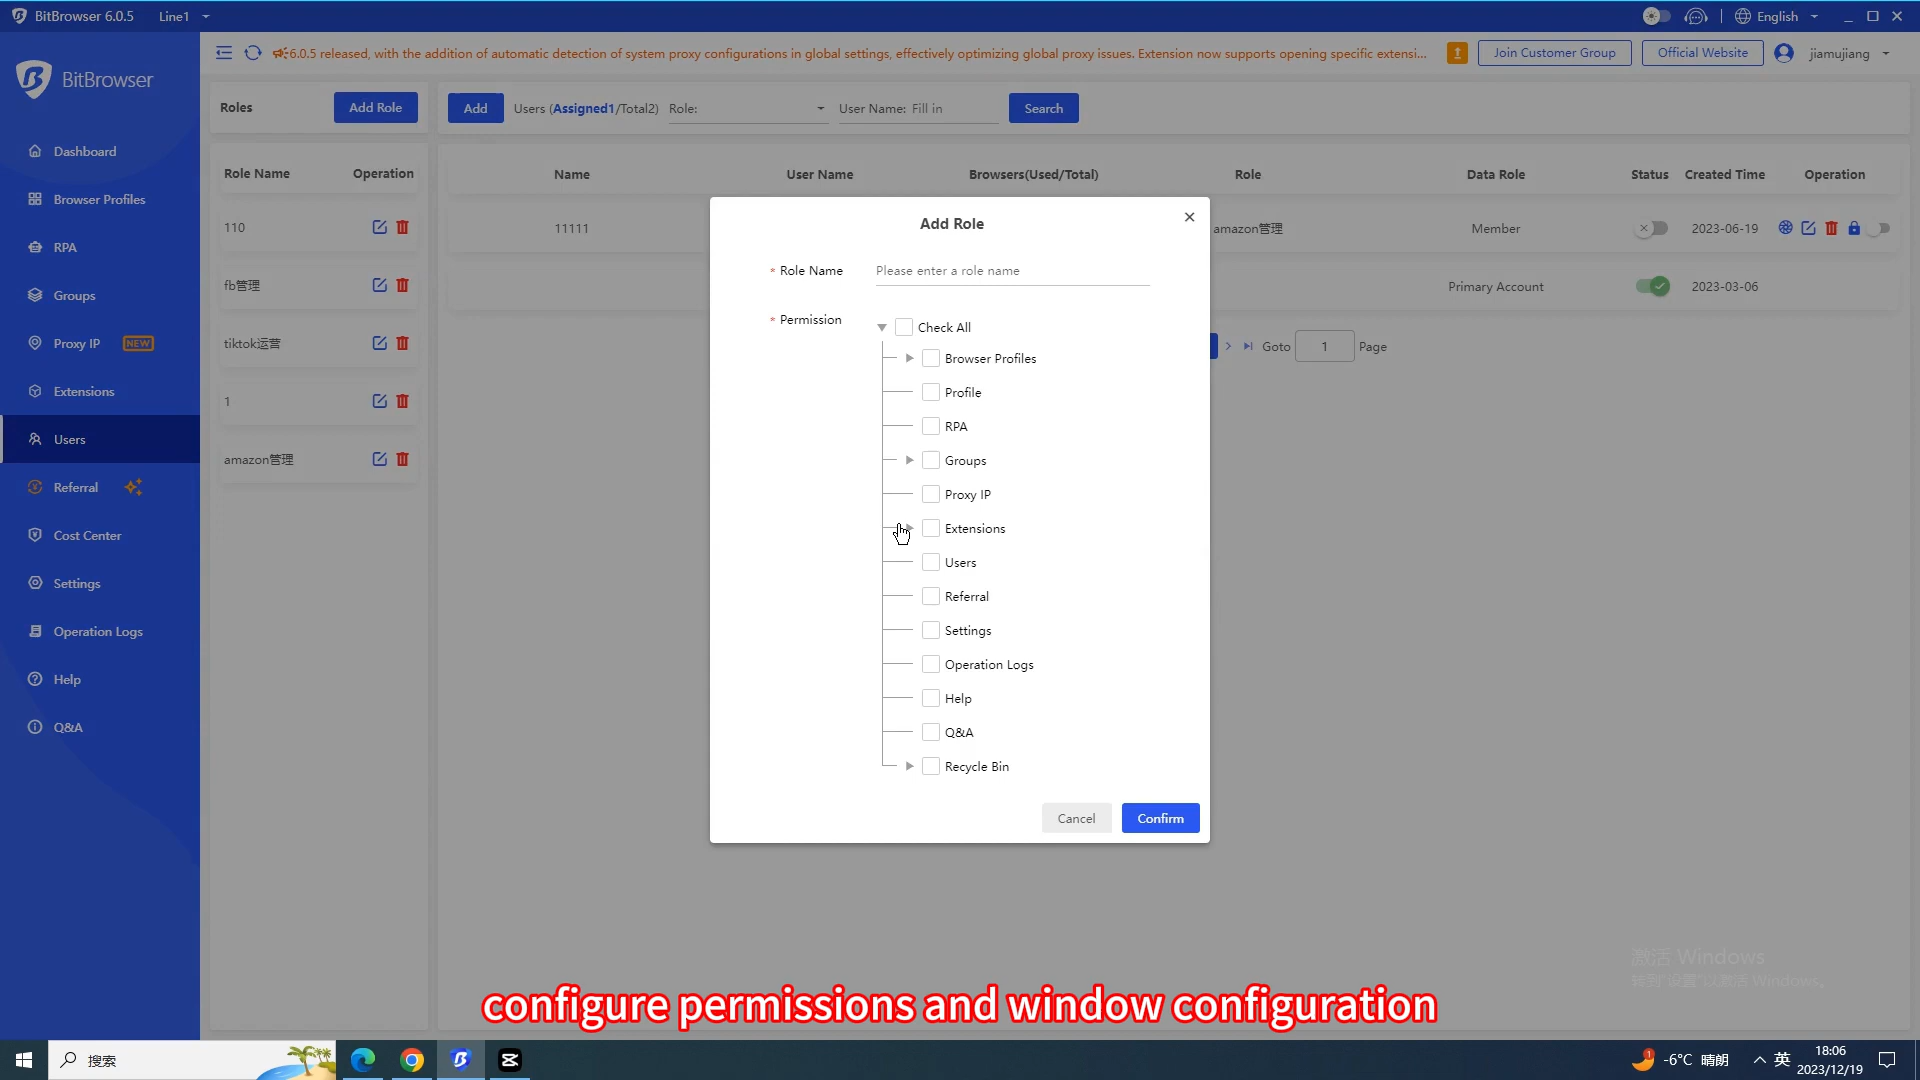 BitBrowser 6.0.5 Line1 English
6.0.5 released, with the addition of automatic detection of system proxy configurations in global settings, effectively optimizing global proxy issues. Extension now supports opening specific extensi... Join Customer Group Official Website jiamujiang
BitBrowser
Dashboard
Browser Profiles
RPA
Groups
Proxy IP NEW
Extensions
Users
Referral
Cost Center
Settings
Operation Logs
Help
Q&A
Roles Add Role
Role Name Operation
110
fb管理
tiktok运营
1
amazon管理
Add Users (Assigned1/Total2) Role: User Name: Fill in Search
Name User Name Browsers(Used/Total) Role Data Role Status Created Time Operation
11111 amazon管理 Member 2023-06-19
Primary Account 2023-03-06
Goto 1 Page
Add Role
* Role Name Please enter a role name
* Permission
Check All
Browser Profiles
Profile
RPA
Groups
Proxy IP
Extensions
Users
Referral
Settings
Operation Logs
Help
Q&A
Recycle Bin
Cancel Confirm
激活 Windows
转到"设置"以激活 Windows。
configure permissions and window configuration
搜索
1 -6°C 晴朗 英 18:06
2023/12/19